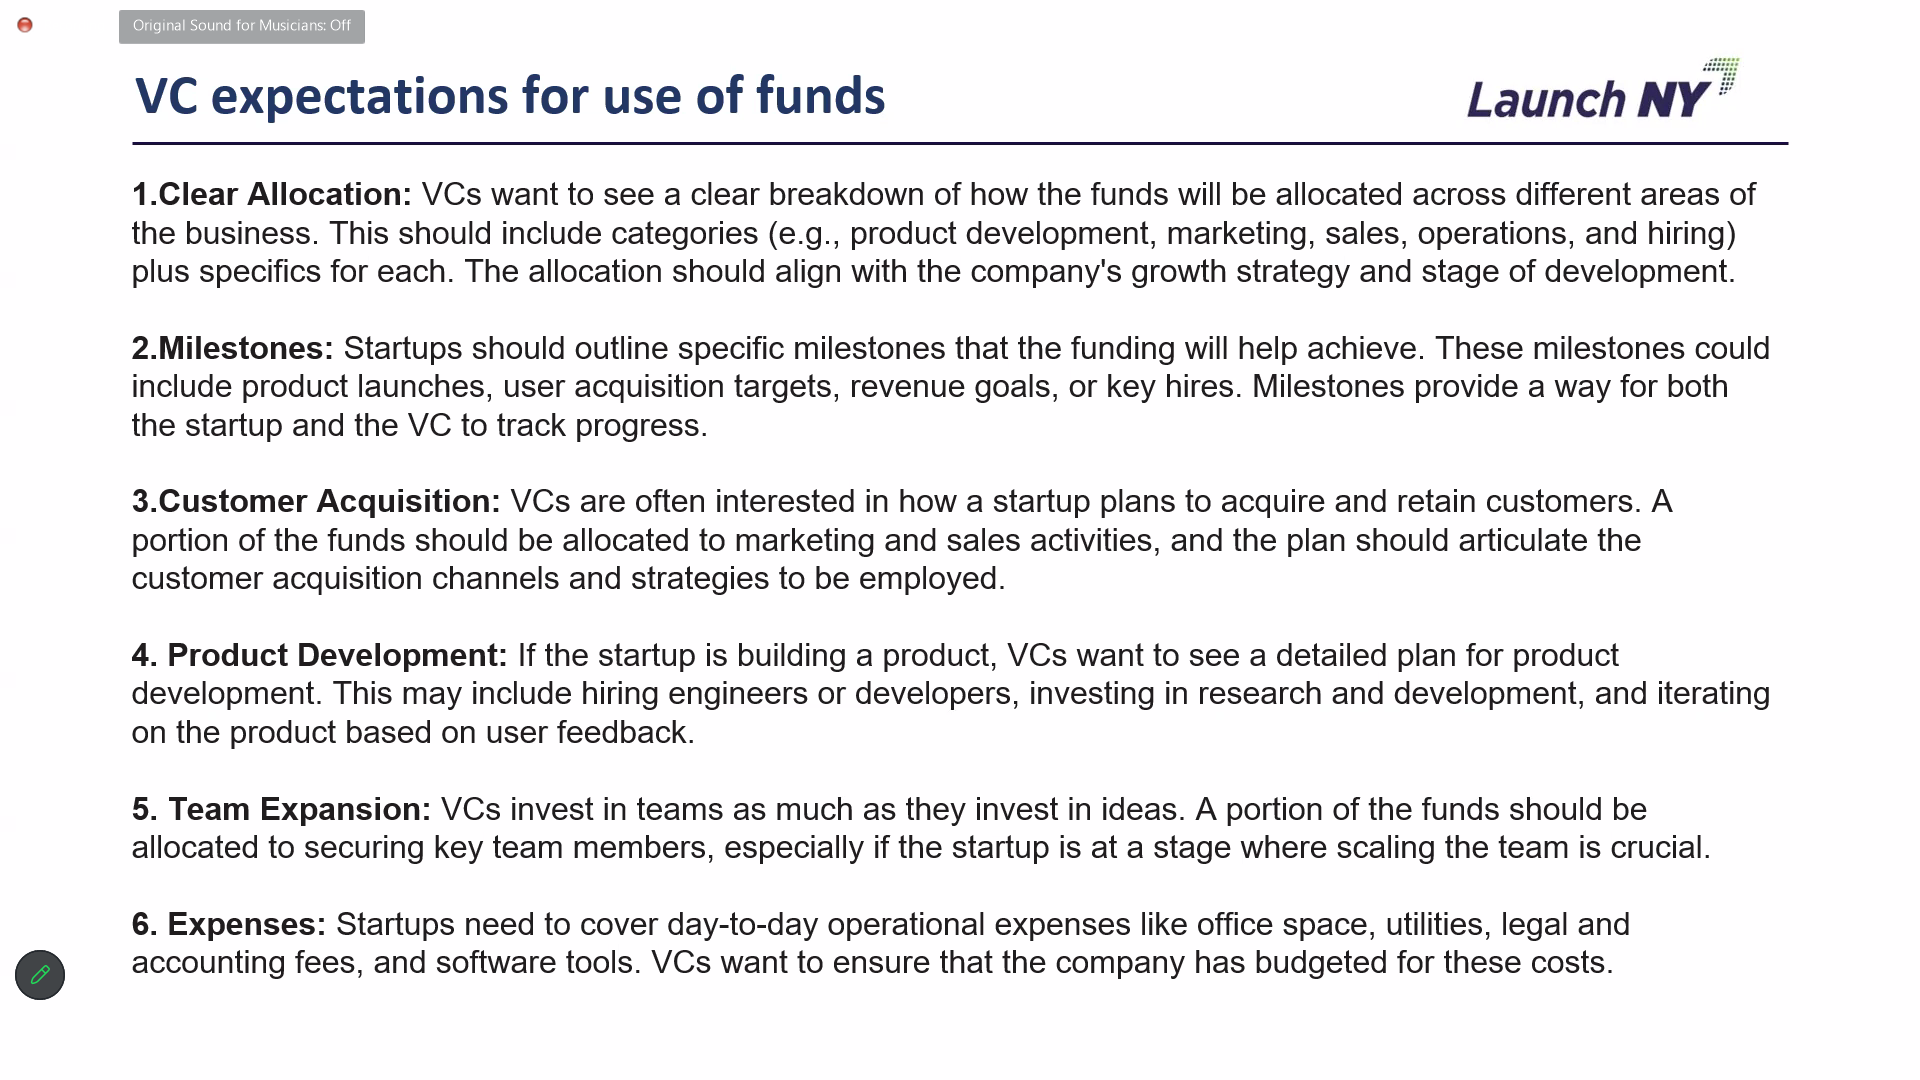 Original Sound for Musicians: Off
VC expectations for use of funds
Launch NY
1.Clear Allocation: VCs want to see a clear breakdown of how the funds will be allocated across different areas of
the business. This should include categories (e.g., product development, marketing, sales, operations, and hiring)
plus specifics for each. The allocation should align with the company's growth strategy and stage of development.
2.Milestones: Startups should outline specific milestones that the funding will help achieve. These milestones could
include product launches, user acquisition targets, revenue goals, or key hires. Milestones provide a way for both
the startup and the VC to track progress.
3.Customer Acquisition: VCs are often interested in how a startup plans to acquire and retain customers. A
portion of the funds should be allocated to marketing and sales activities, and the plan should articulate the
customer acquisition channels and strategies to be employed.
4. Product Development: If the startup is building a product, VCs want to see a detailed plan for product
development. This may include hiring engineers or developers, investing in research and development, and iterating
on the product based on user feedback.
5. Team Expansion: VCs invest in teams as much as they invest in ideas. A portion of the funds should be
allocated to securing key team members, especially if the startup is at a stage where scaling the team is crucial.
6. Expenses: Startups need to cover day-to-day operational expenses like office space, utilities, legal and
accounting fees, and software tools. VCs want to ensure that the company has budgeted for these costs.